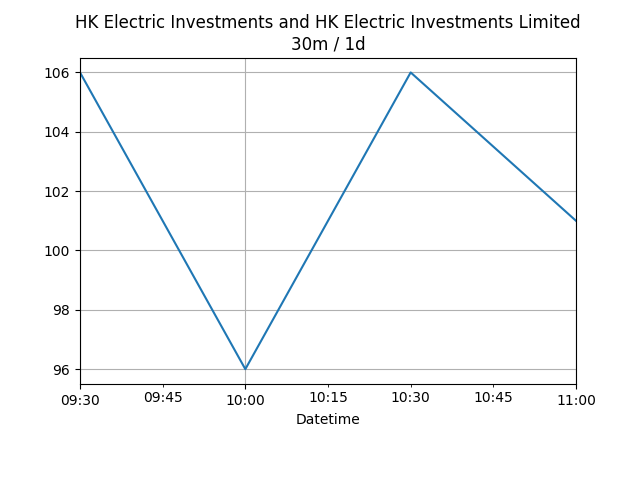 HK Electric Investments and HK Electric Investments Limited
30m / 1d
106
104
102
100
98
96
09:30 09:45 10:00 10:15 10:30 10:45 11:00
Datetime